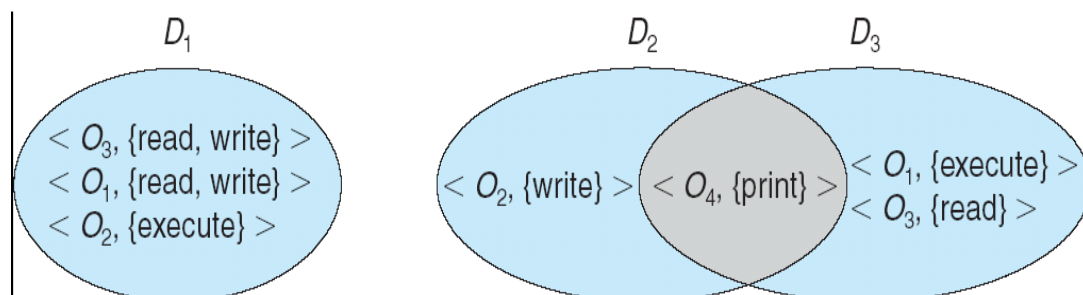 D₁
D₂
D₃
< O₃, {read, write} >
< O₁, {read, write} >
< O₂, {execute} >
< O₂, {write} >
< O₄, {print} >
< O₁, {execute} >
< O₃, {read} >